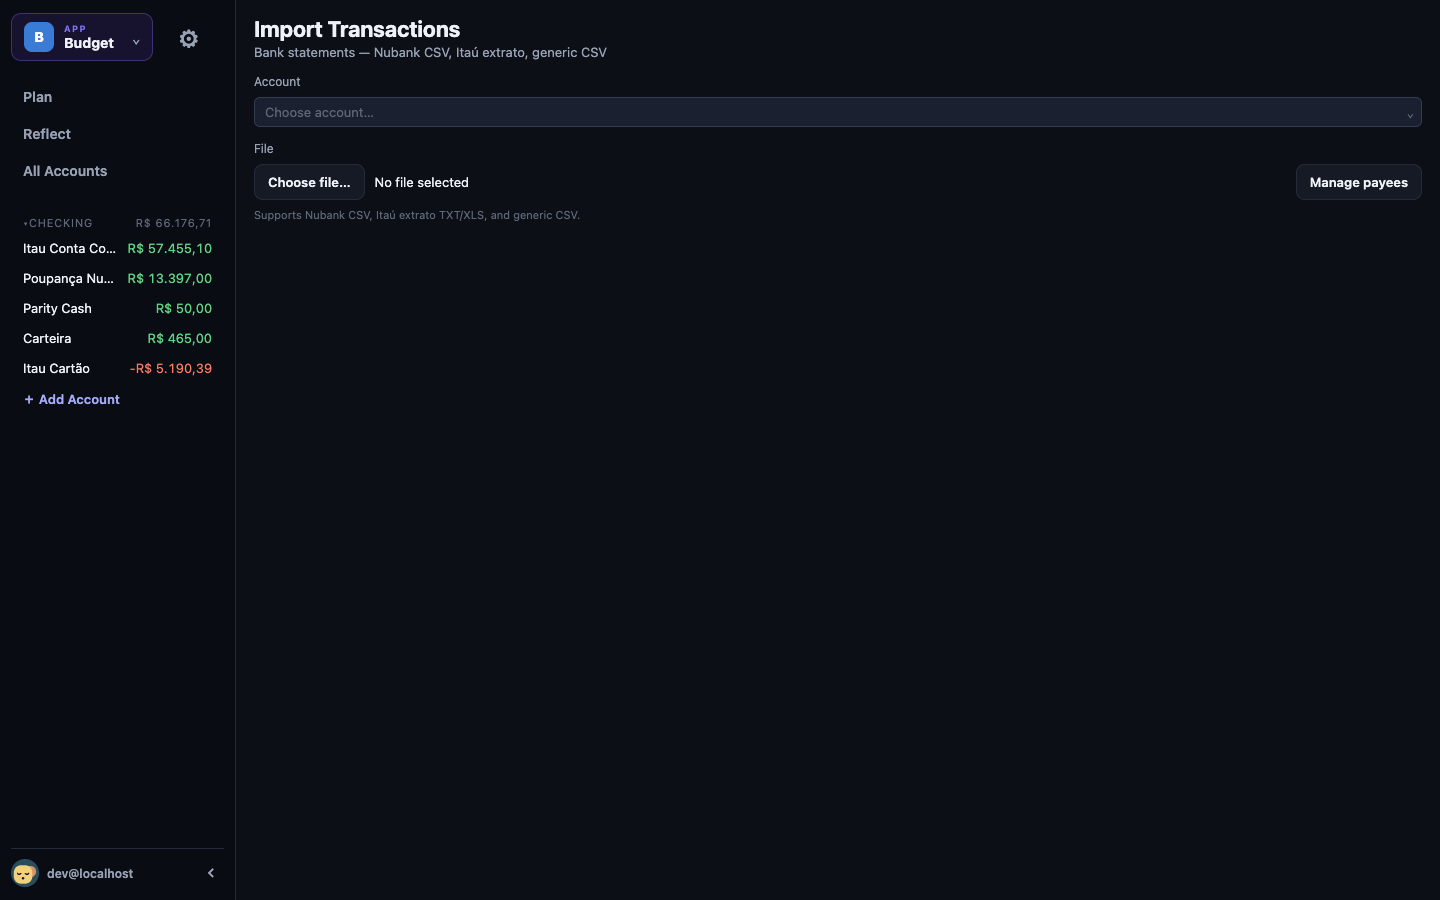 B
APP
Budget
Plan
Reflect
All Accounts
CHECKING R$ 66.176,71
Itau Conta Co... R$ 57.455,10
Poupança Nu... R$ 13.397,00
Parity Cash R$ 50,00
Carteira R$ 465,00
Itau Cartão -R$ 5.190,39
+ Add Account
dev@localhost
Import Transactions
Bank statements — Nubank CSV, Itaú extrato, generic CSV
Account
Choose account...
File
Choose file... No file selected Manage payees
Supports Nubank CSV, Itaú extrato TXT/XLS, and generic CSV.